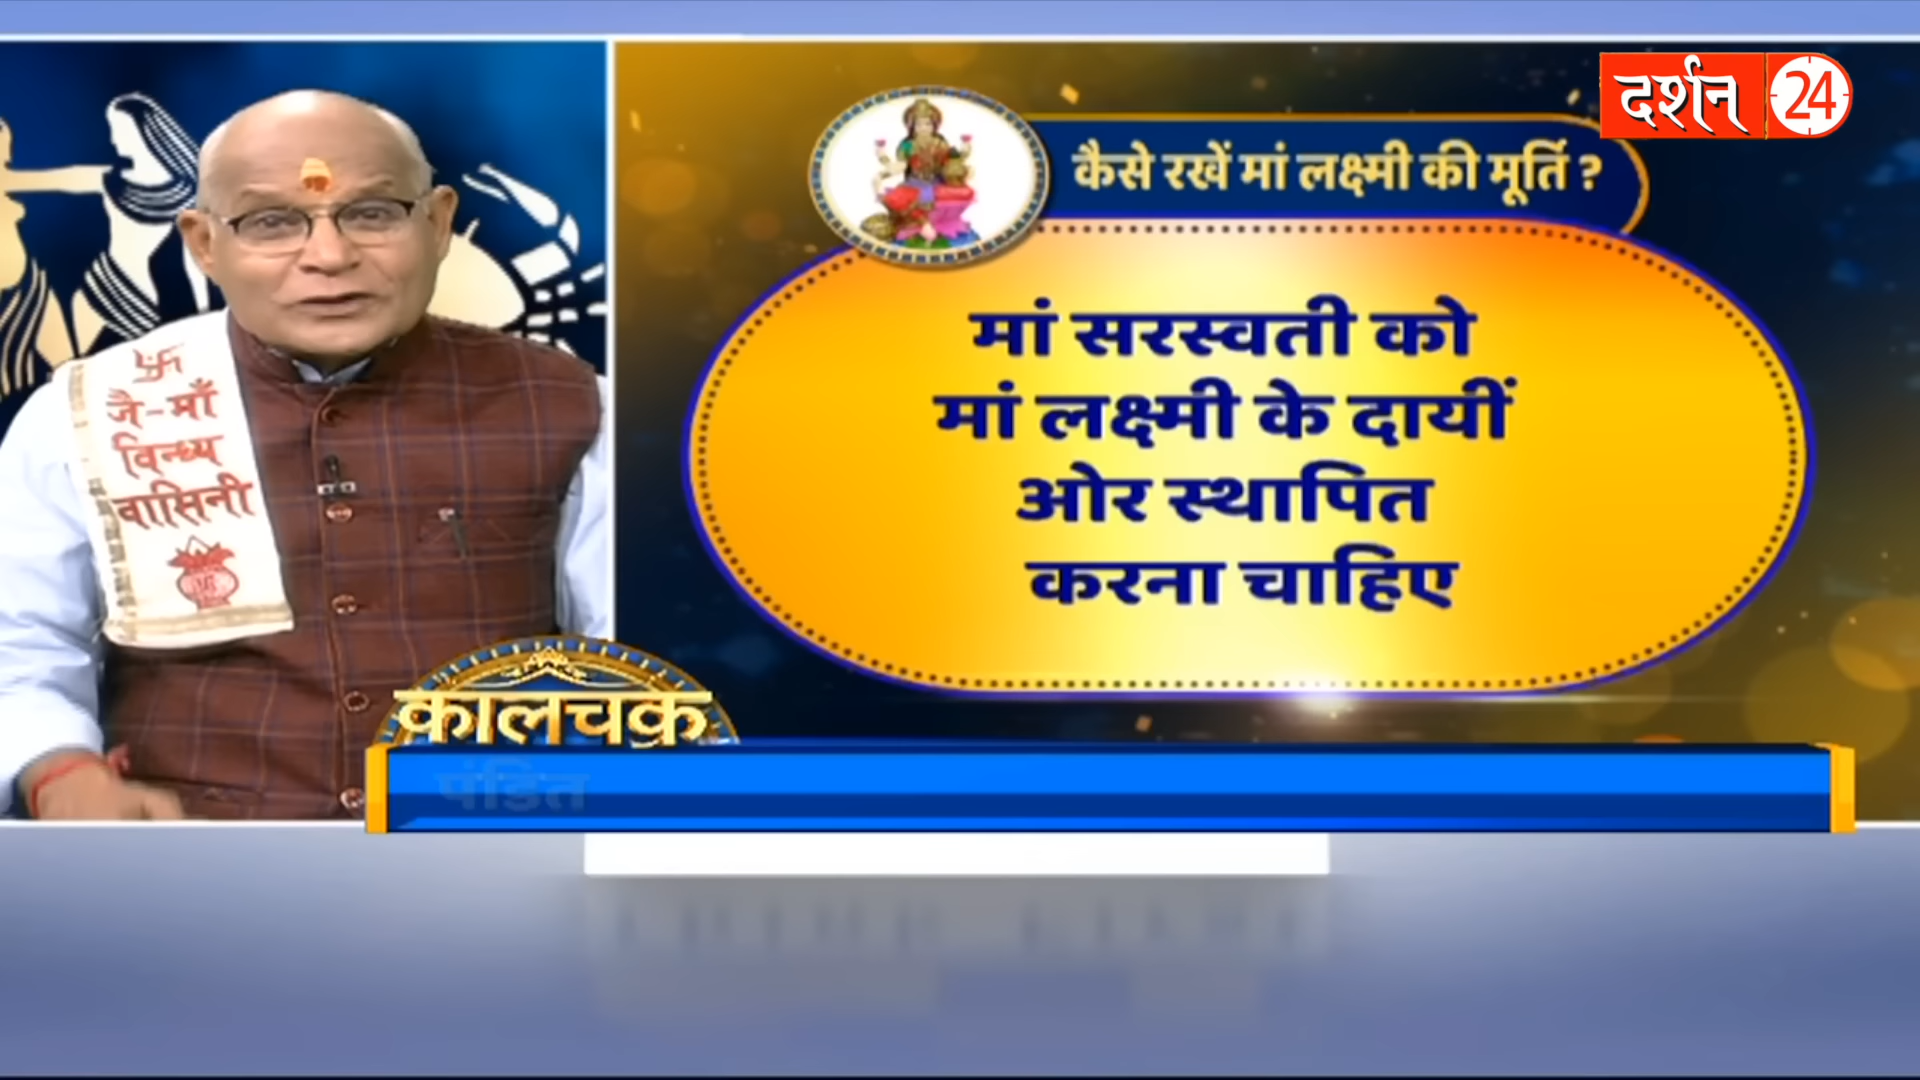 दर्शन 24
कैसे रखें मां लक्ष्मी की मूर्ति ?
मां सरस्वती को
मां लक्ष्मी के दायीं
ओर स्थापित
करना चाहिए
जै-माँ
विन्ध्य
वासिनी
कालचक्र
पंडित